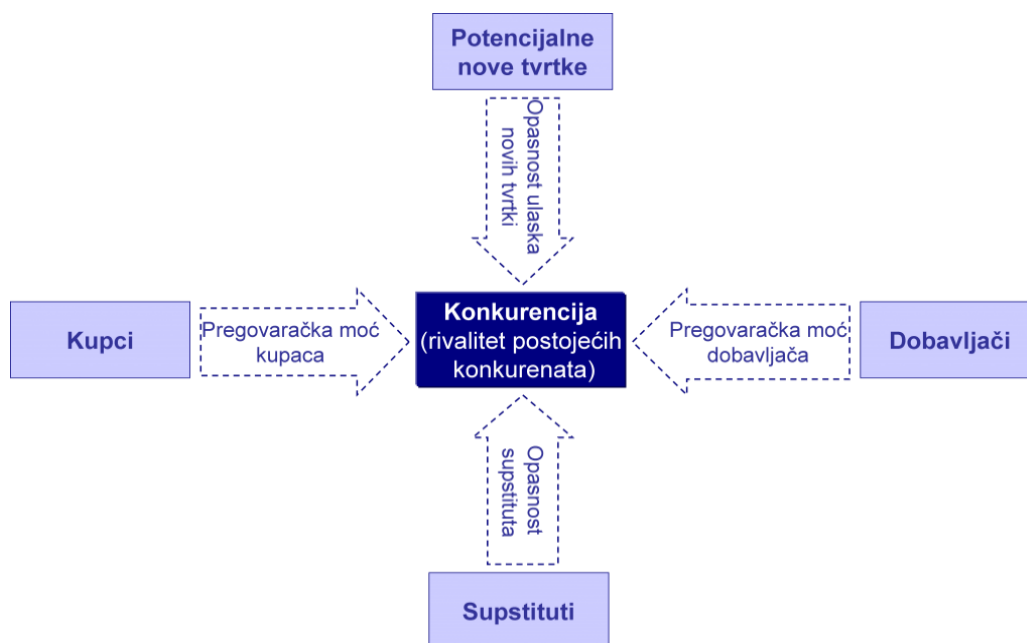 Potencijalne
nove tvrtke
Opasnost ulaska
novih tvrtki
Kupci
Pregovaračka moć
kupaca
Konkurencija
(rivalitet postojećih
konkurenata)
Pregovaračka moć
dobavljača
Dobavljači
Opasnost
supstituta
Supstituti